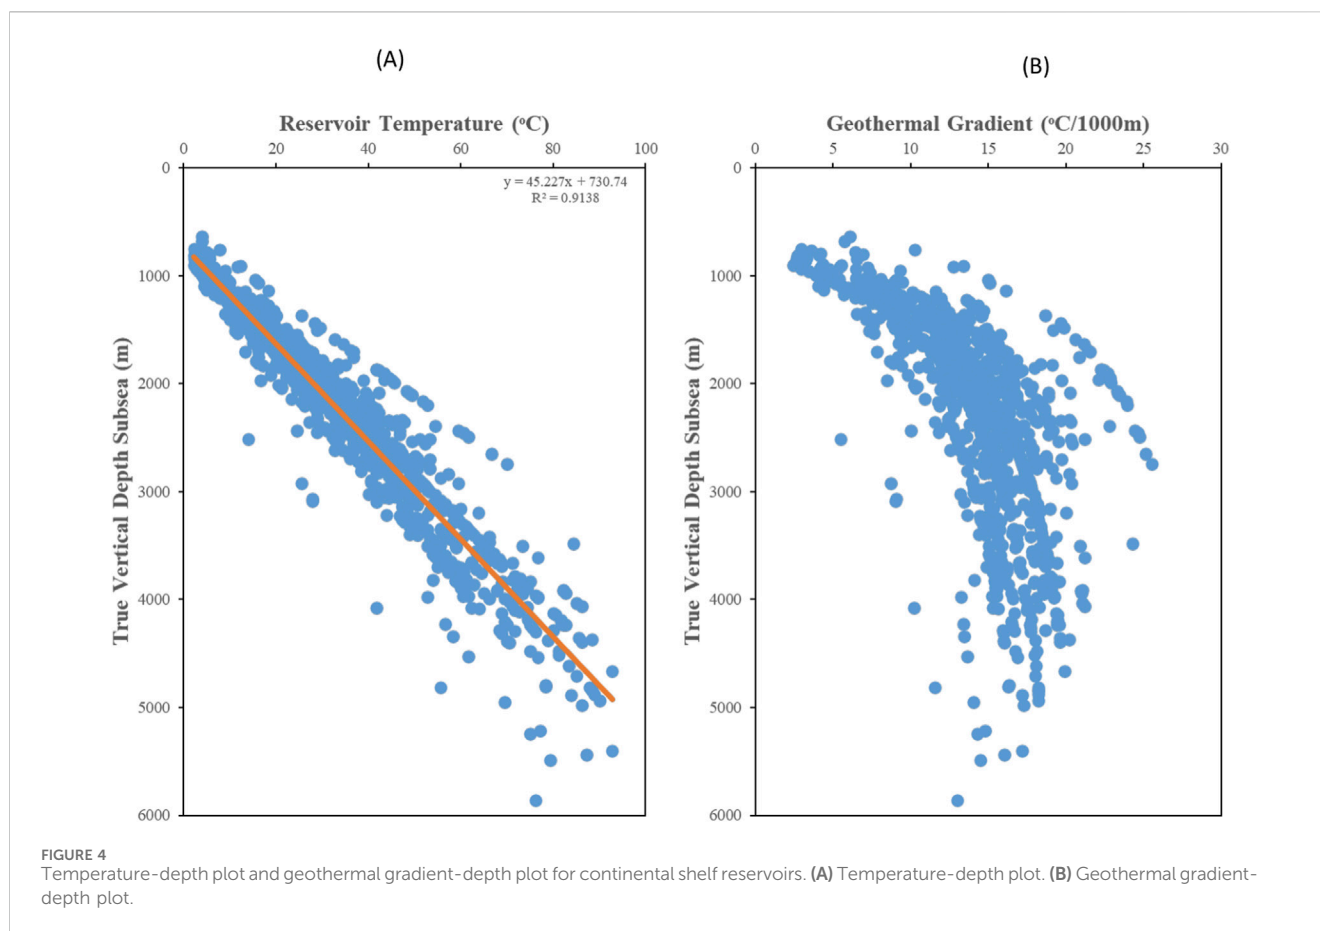 (A)
Reservoir Temperature (ºC)
0 20 40 60 80 100
0
1000
2000
3000
4000
5000
6000
True Vertical Depth Subsea (m)
y = 45.227x + 730.74
R² = 0.9138
(B)
Geothermal Gradient (ºC/1000m)
0 5 10 15 20 25 30
0
1000
2000
3000
4000
5000
6000
True Vertical Depth Subsea (m)
FIGURE 4
Temperature-depth plot and geothermal gradient-depth plot for continental shelf reservoirs. (A) Temperature-depth plot. (B) Geothermal gradient-
depth plot.